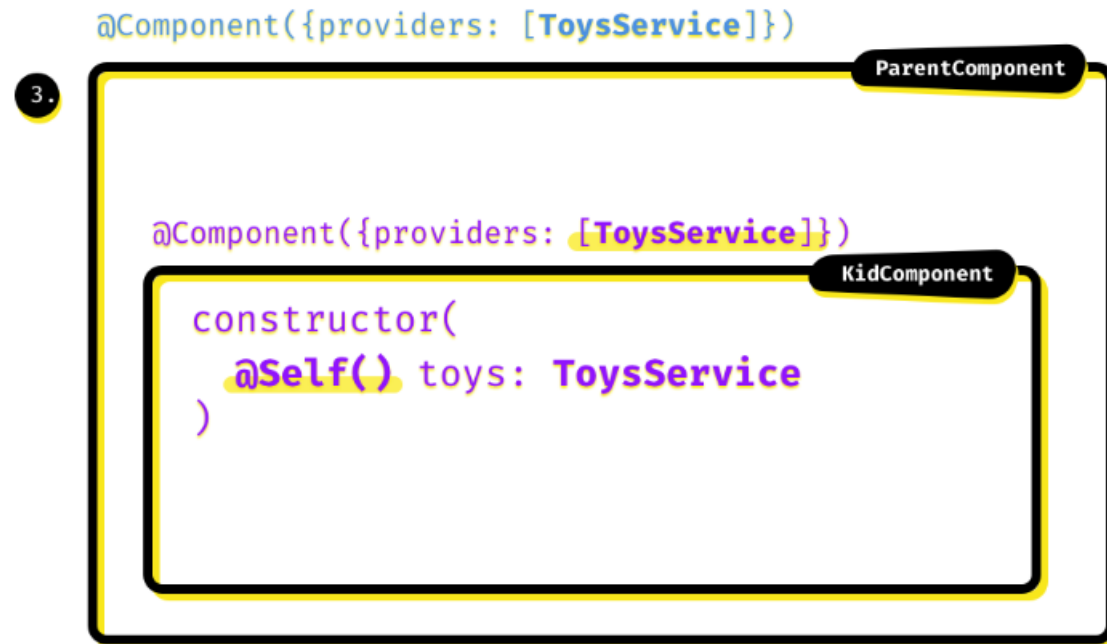 @Component({providers: [ToysService]})
ParentComponent
3.
@Component({providers: [ToysService]})
KidComponent
constructor(
@Self() toys: ToysService
)